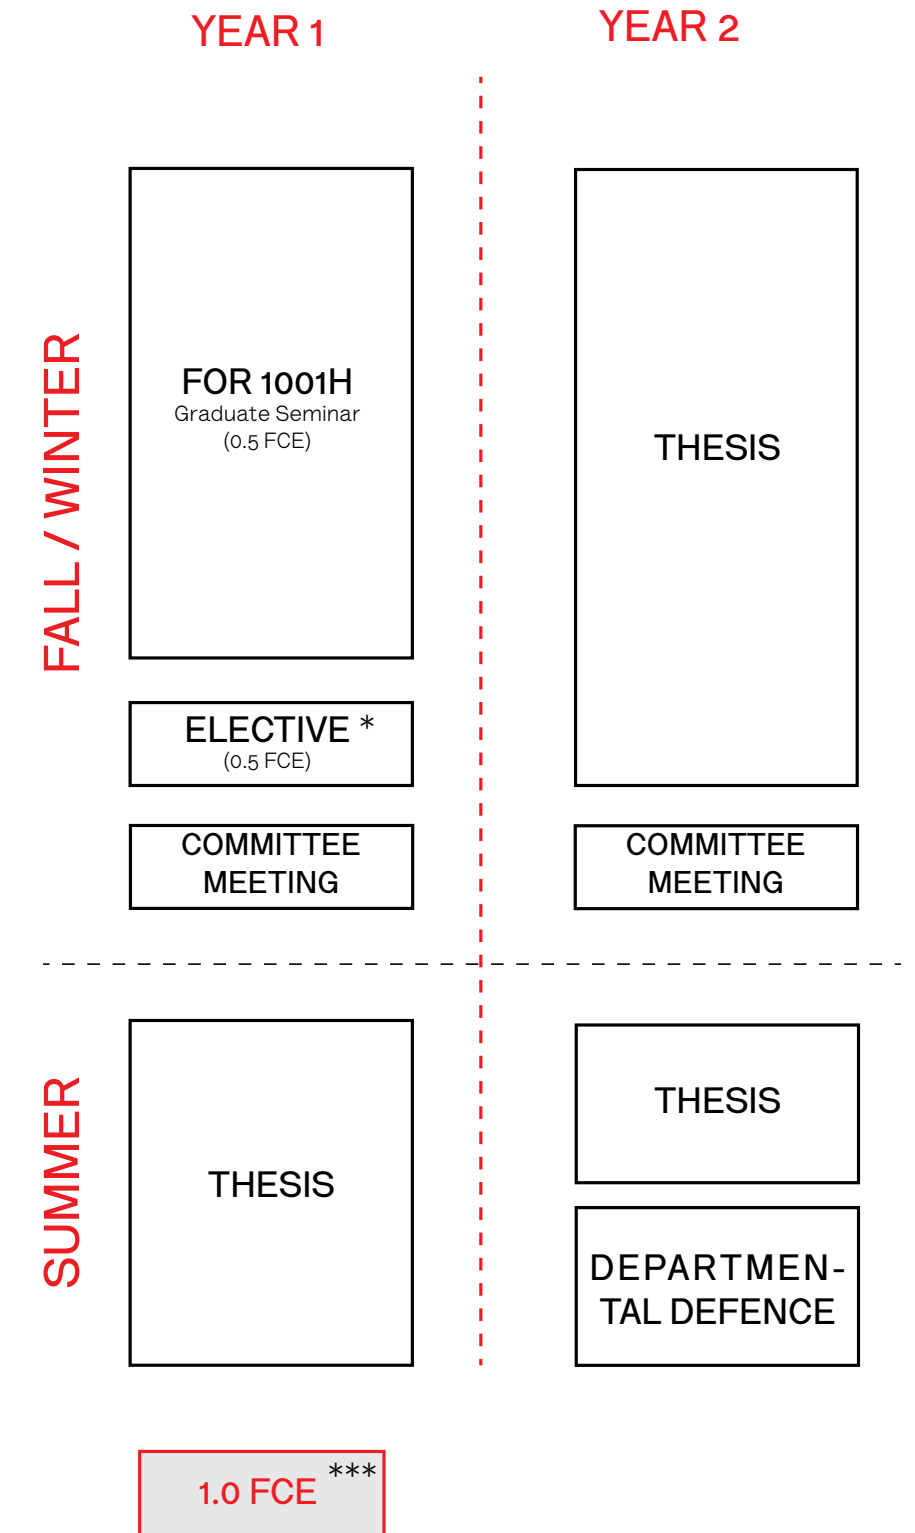 YEAR 1
YEAR 2
FALL / WINTER
FOR 1001H
Graduate Seminar
(0.5 FCE)
THESIS
ELECTIVE *
(0.5 FCE)
COMMITTEE
MEETING
COMMITTEE
MEETING
SUMMER
THESIS
THESIS
DEPARTMEN-
TAL DEFENCE
1.0 FCE ***